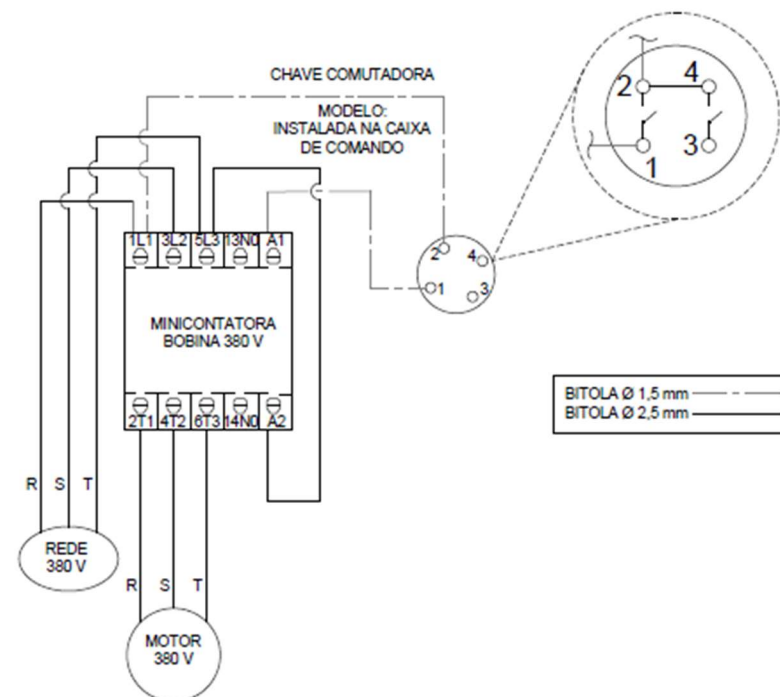 CHAVE COMUTADORA
MODELO:
INSTALADA NA CAIXA
DE COMANDO
2 4
1 3
1L1 3L2 5L3 13N0 A1
2 4
1 3
MINICONTATORA
BOBINA 380 V
2T1 4T2 6T3 14N0 A2
BITOLA Ø 1,5 mm
BITOLA Ø 2,5 mm
R S T
REDE
380 V
R S T
MOTOR
380 V